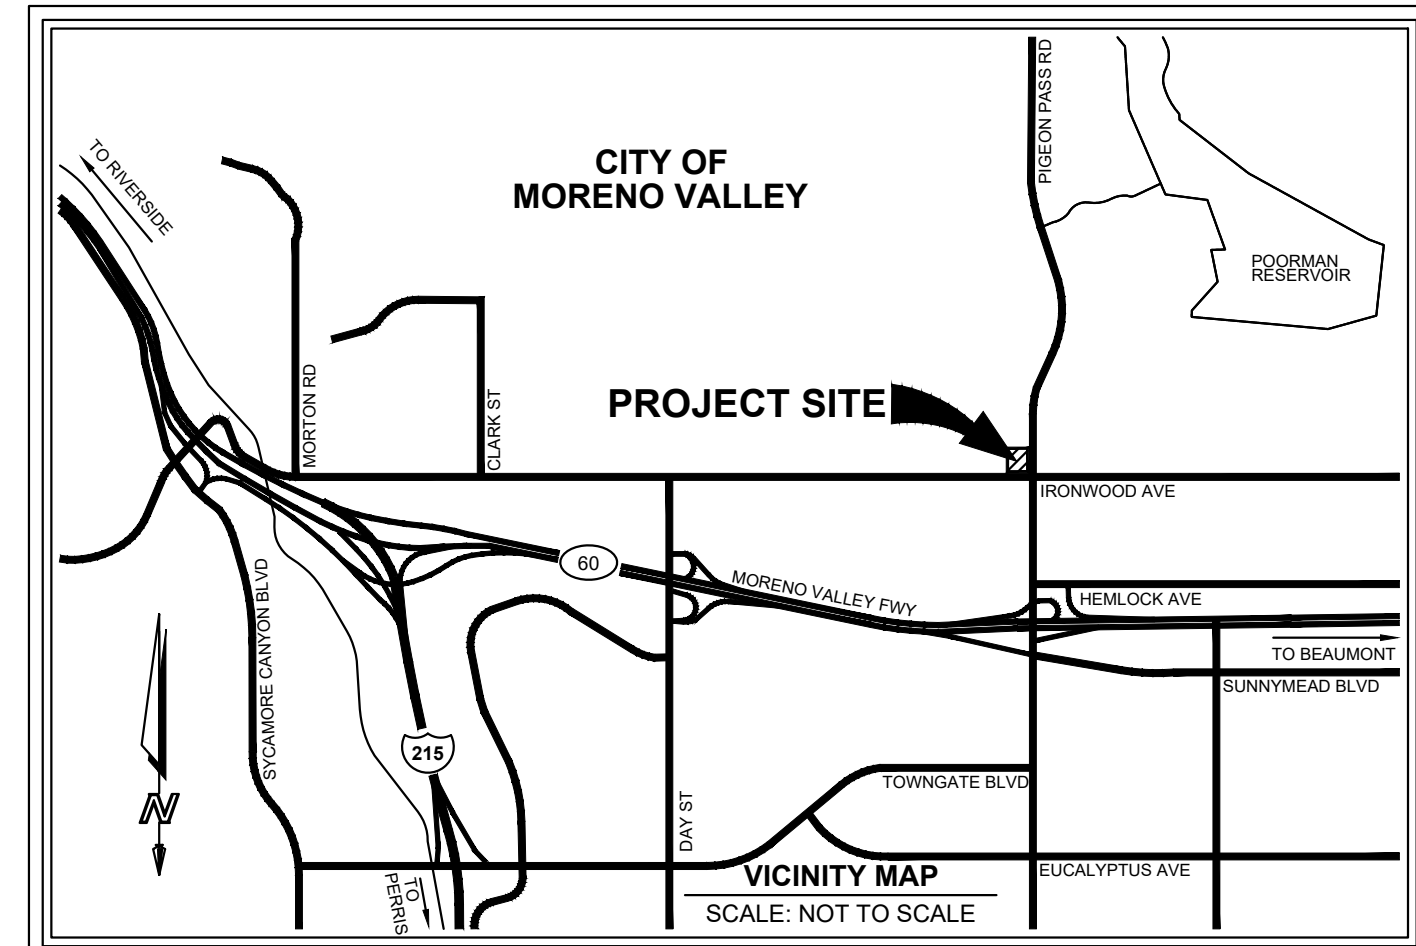 CITY OF
MORENO VALLEY
TO RIVERSIDE
PIGEON PASS RD
POORMAN
RESERVOIR
MORTON RD
CLARK ST
PROJECT SITE
IRONWOOD AVE
60
MORENO VALLEY FWY
HEMLOCK AVE
TO BEAUMONT
SUNNYMEAD BLVD
SYCAMORE CANYON BLVD
215
TOWNGATE BLVD
DAY ST
N
EUCALYPTUS AVE
TO
PERRIS
VICINITY MAP
SCALE: NOT TO SCALE